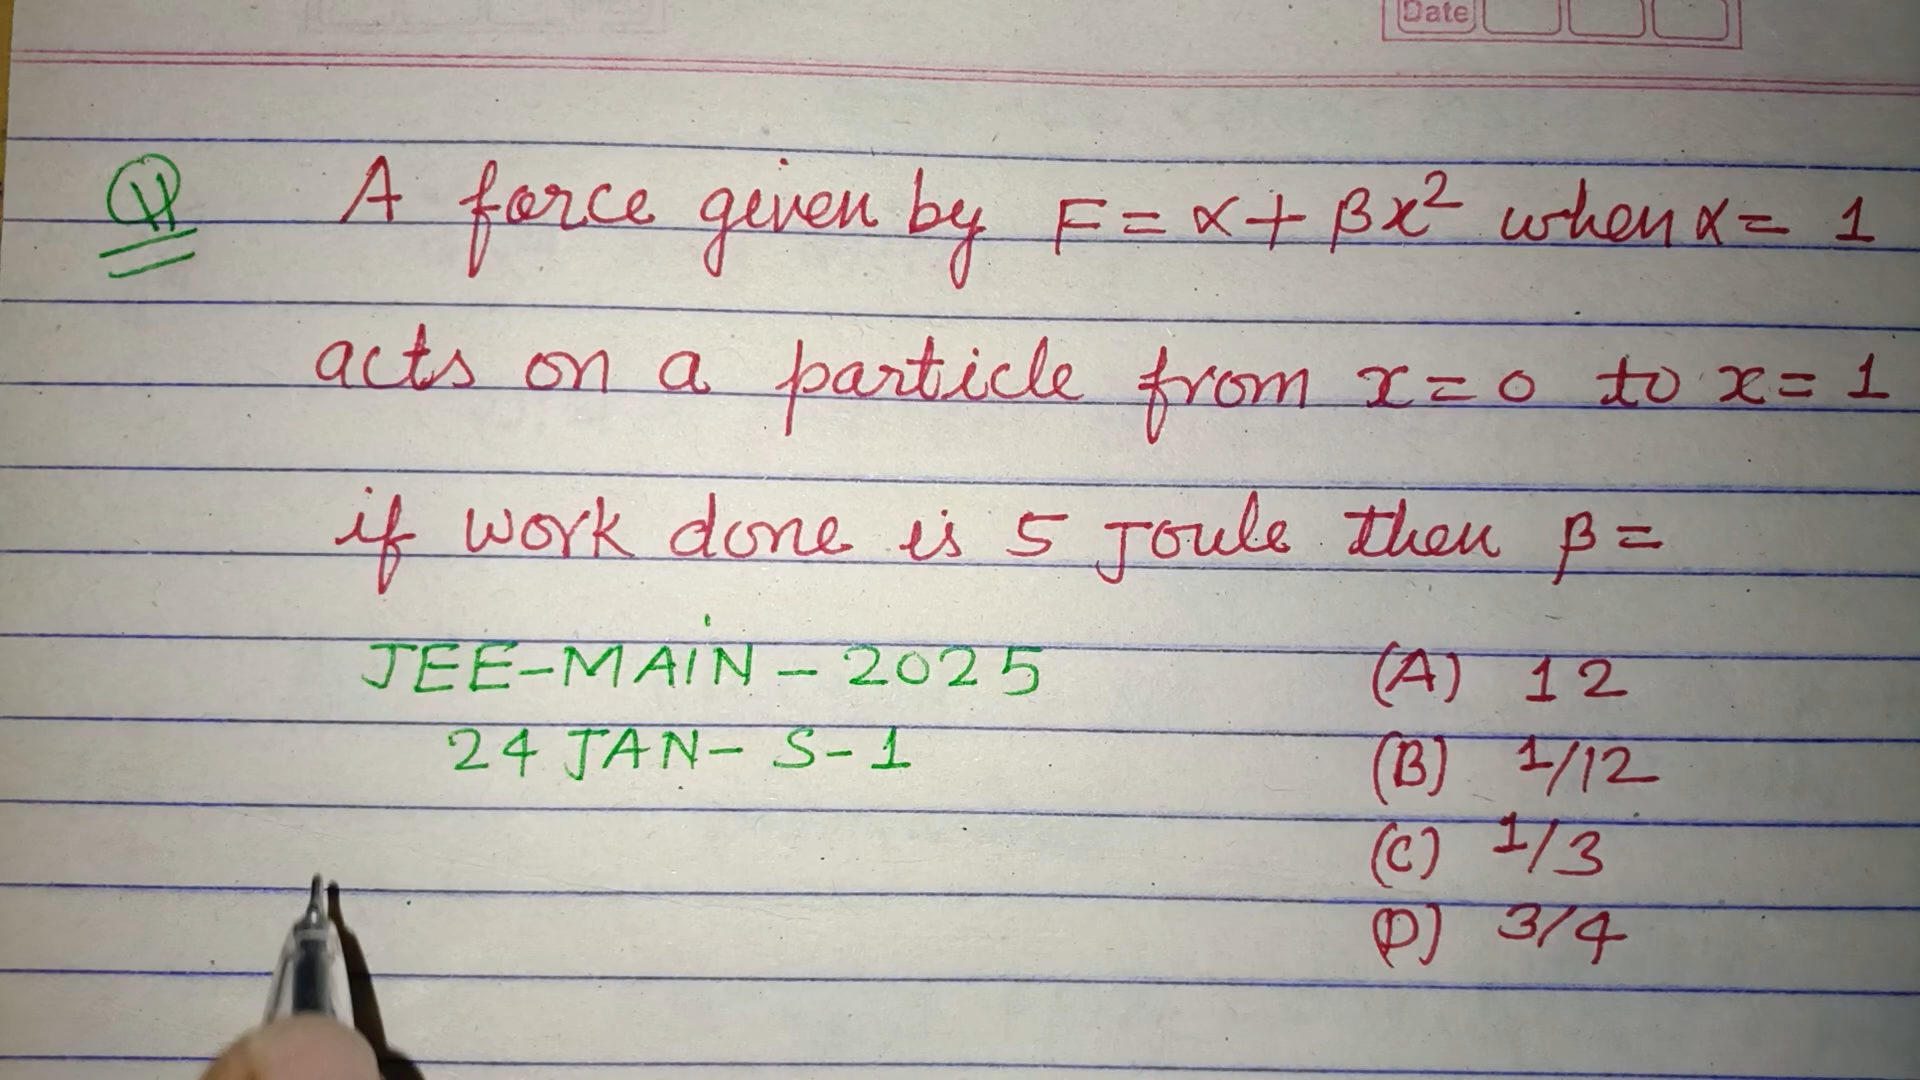 Date
Q A force given by F = α + βx² when α = 1
acts on a particle from x = 0 to x = 1
if work done is 5 Joule then β =
JEE-MAIN-2025
24 JAN- S-1
(A) 12
(B) 1/12
(C) 1/3
(D) 3/4